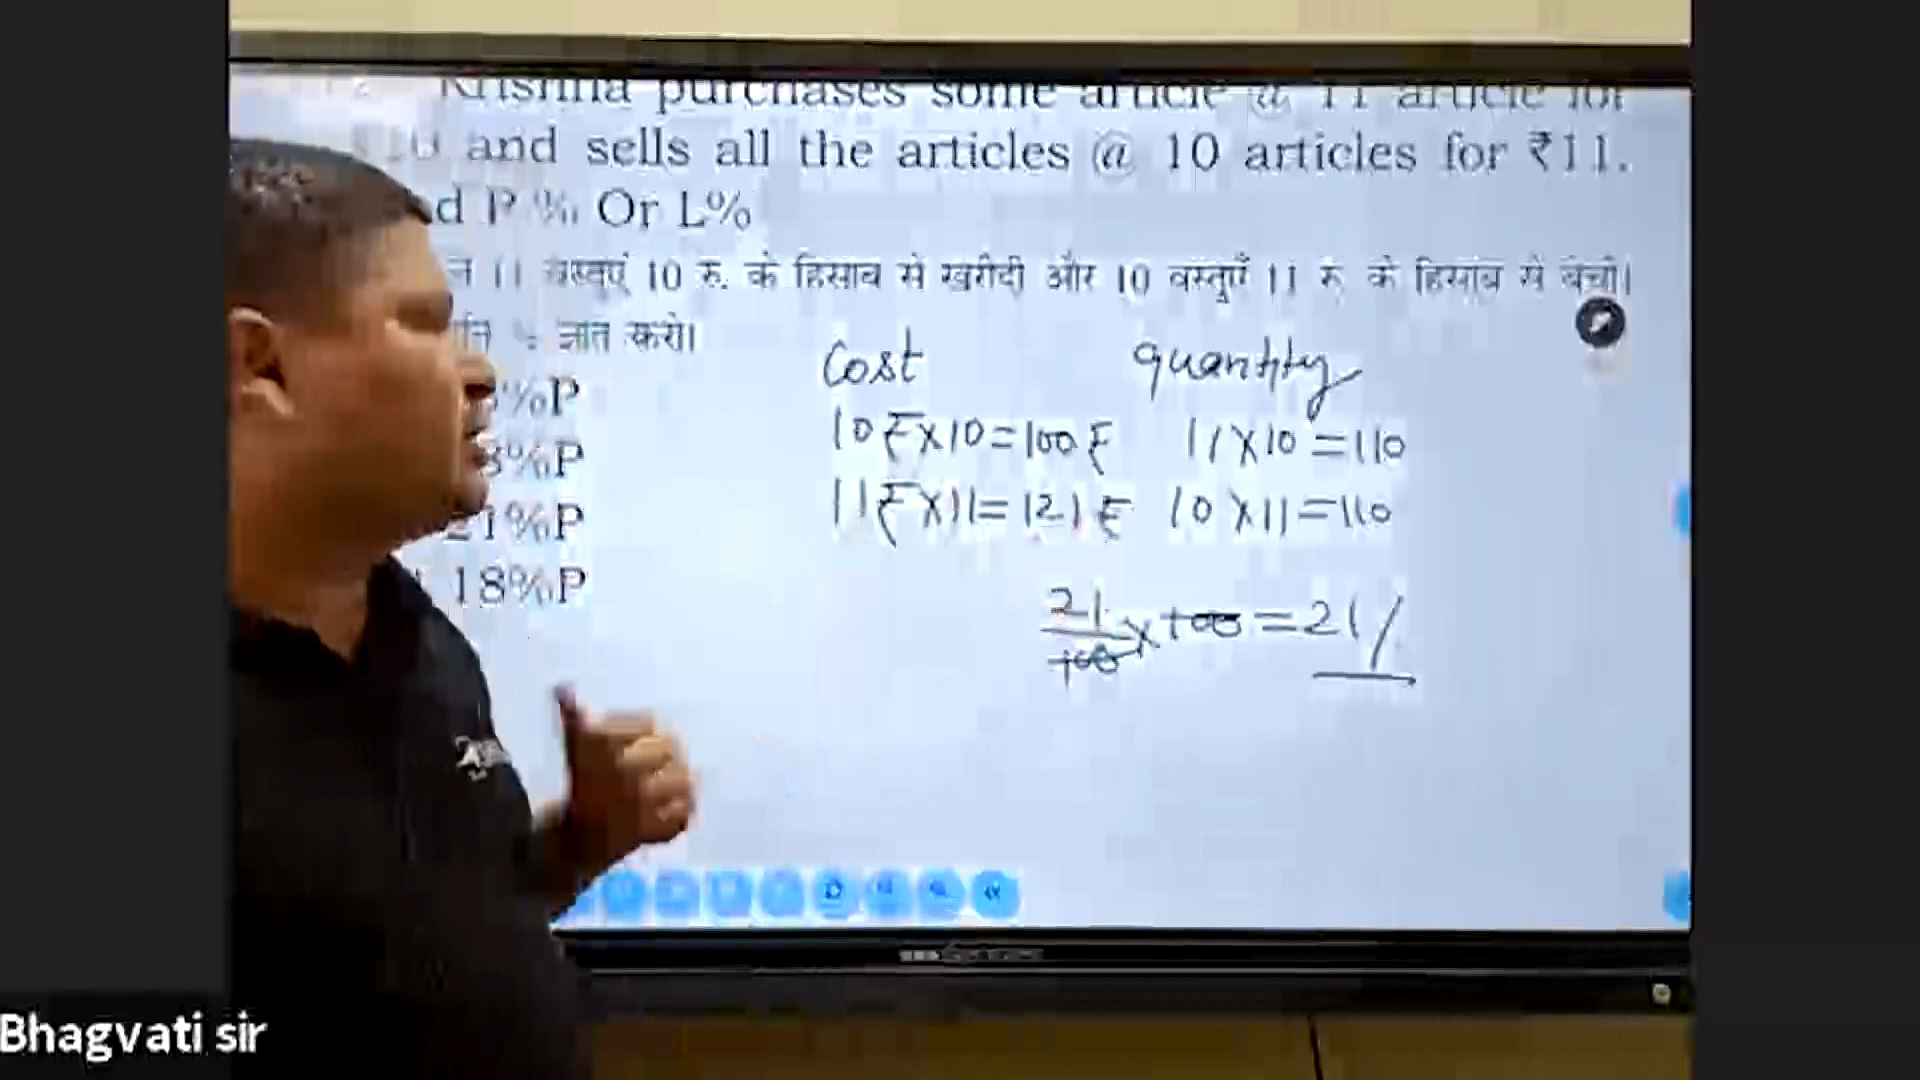 Krishna purchases some article @ 11 article for
and sells all the articles @ 10 articles for ₹11.
d P % Or L%
11 वस्तुएं 10 रु. के हिसाब से खरीदी और 10 वस्तुएँ 11 रु. के हिसाब से बेची।
ज्ञात करो।
%P
%P
21%P
18%P
Cost quantity
10₹×10=100₹ 11×10=110
11₹×11=121₹ 10×11=110
21/100 × 100 = 21%
Bhagvati sir